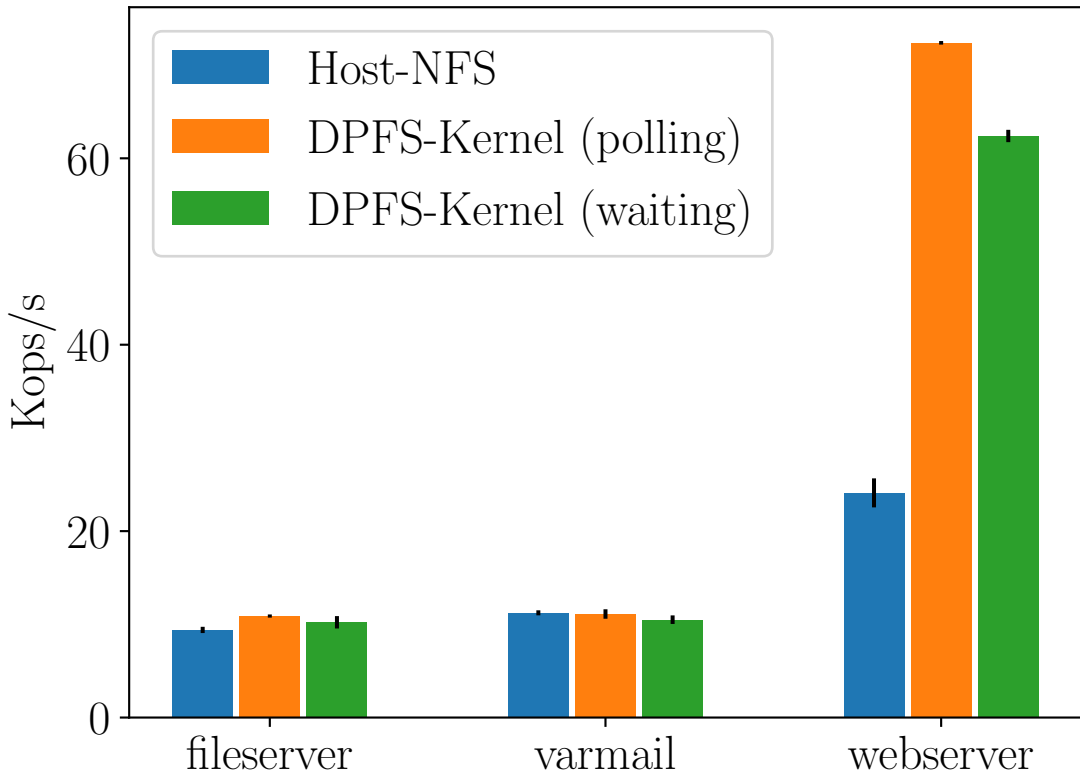 Host-NFS
DPFS-Kernel (polling)
DPFS-Kernel (waiting)
Kops/s
60
40
20
0
fileserver
varmail
webserver